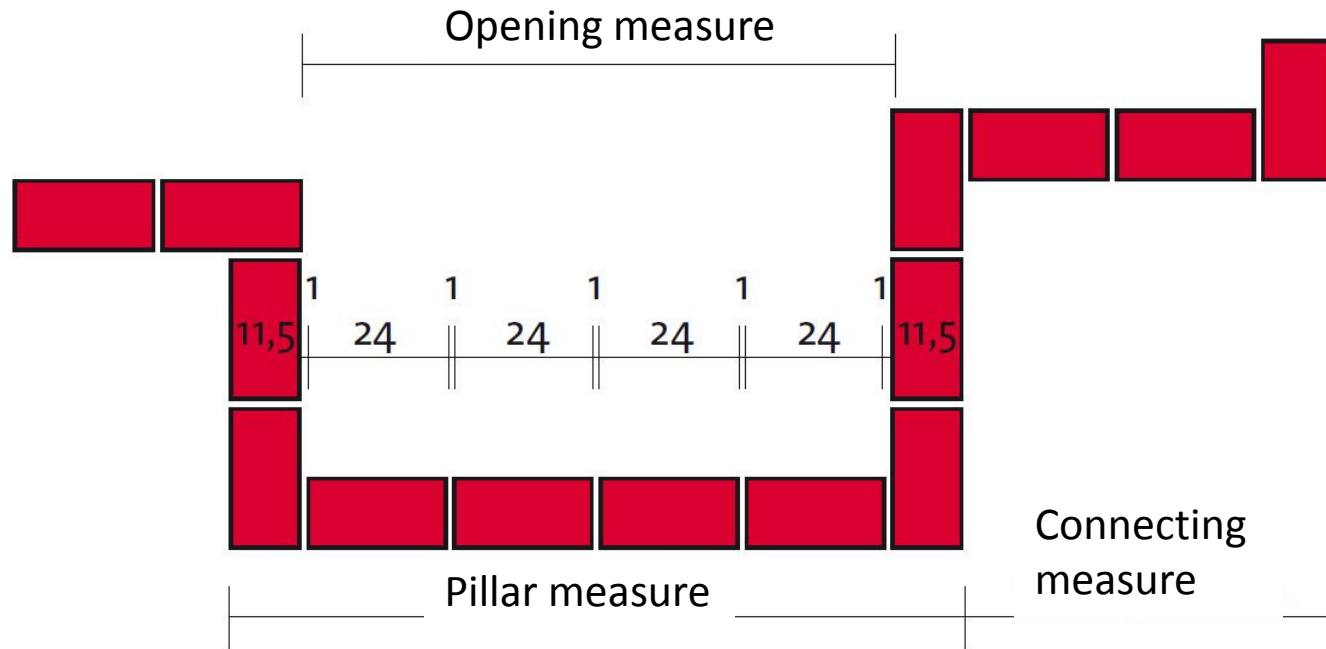 Opening measure
1 1 1 1 1
11,5 24 24 24 24 11,5
Pillar measure
Connecting
measure